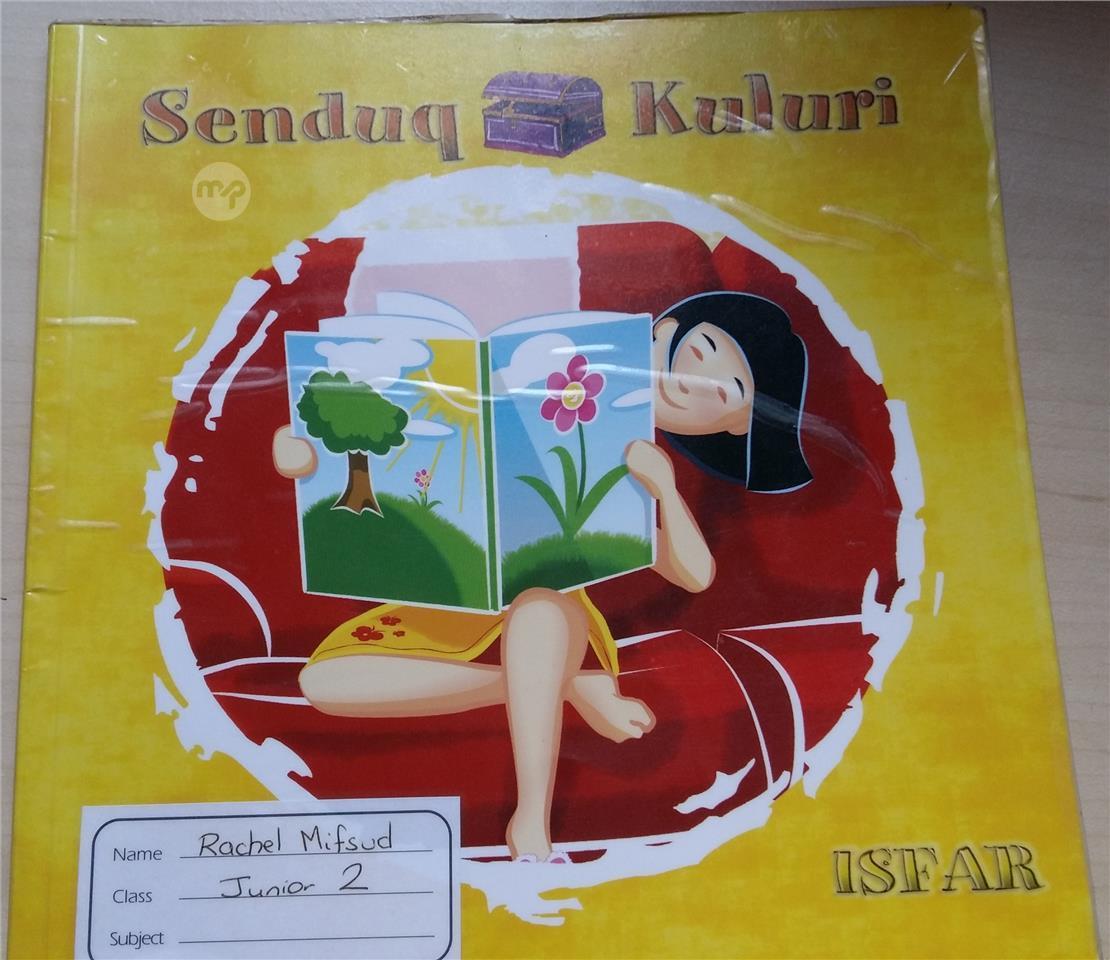 Senduq Kuluri
mp
ISFAR
Name Rachel Mifsud
Class Junior 2
Subject